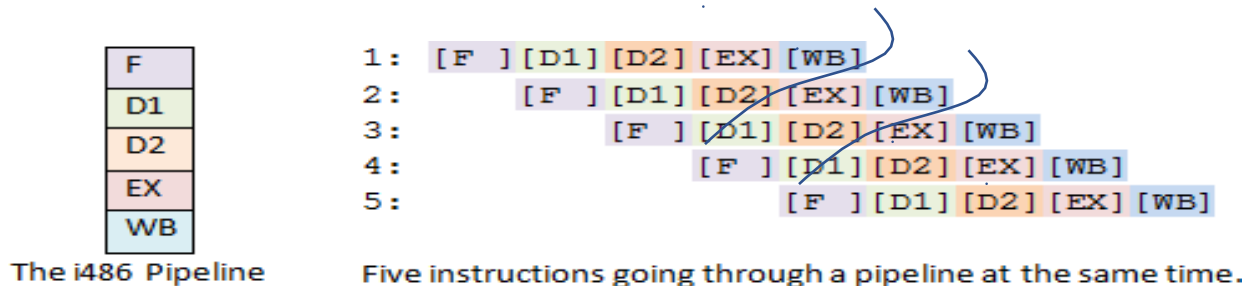 F
D1
D2
EX
WB
The i486 Pipeline
1: [F ][D1][D2][EX][WB]
2: [F ][D1][D2][EX][WB]
3: [F ][D1][D2][EX][WB]
4: [F ][D1][D2][EX][WB]
5: [F ][D1][D2][EX][WB]
Five instructions going through a pipeline at the same time.